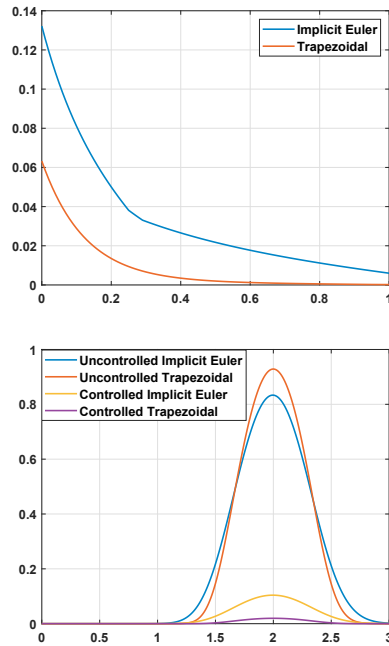 0.14
0.12
0.1
0.08
0.06
0.04
0.02
0
Implicit Euler
Trapezoidal
0 0.2 0.4 0.6 0.8 1
1
0.8
0.6
0.4
0.2
0
Uncontrolled Implicit Euler
Uncontrolled Trapezoidal
Controlled Implicit Euler
Controlled Trapezoidal
0 0.5 1 1.5 2 2.5 3